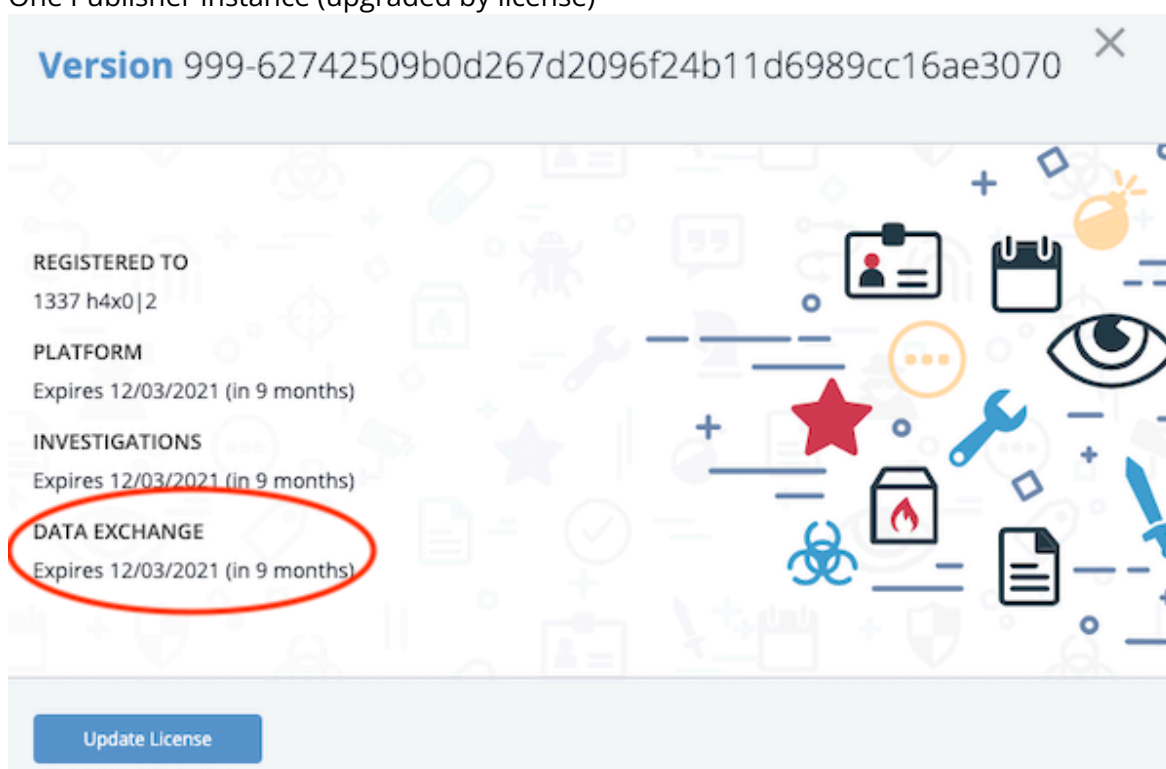 One Publisher instance (upgraded by license)
Version 999-62742509b0d267d2096f24b11d6989cc16ae3070
REGISTERED TO
1337 h4x0|2
PLATFORM
Expires 12/03/2021 (in 9 months)
INVESTIGATIONS
Expires 12/03/2021 (in 9 months)
DATA EXCHANGE
Expires 12/03/2021 (in 9 months)
Update License